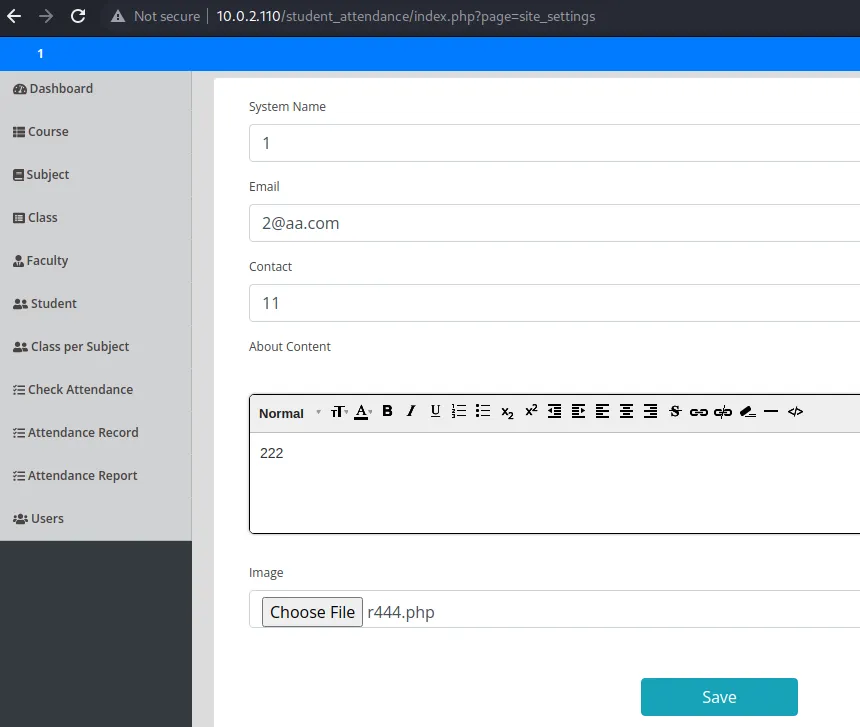 Not secure 10.0.2.110/student_attendance/index.php?page=site_settings
1
Dashboard
Course
Subject
Class
Faculty
Student
Class per Subject
Check Attendance
Attendance Record
Attendance Report
Users
System Name
1
Email
2@aa.com
Contact
11
About Content
Normal
222
Image
Choose File r444.php
Save